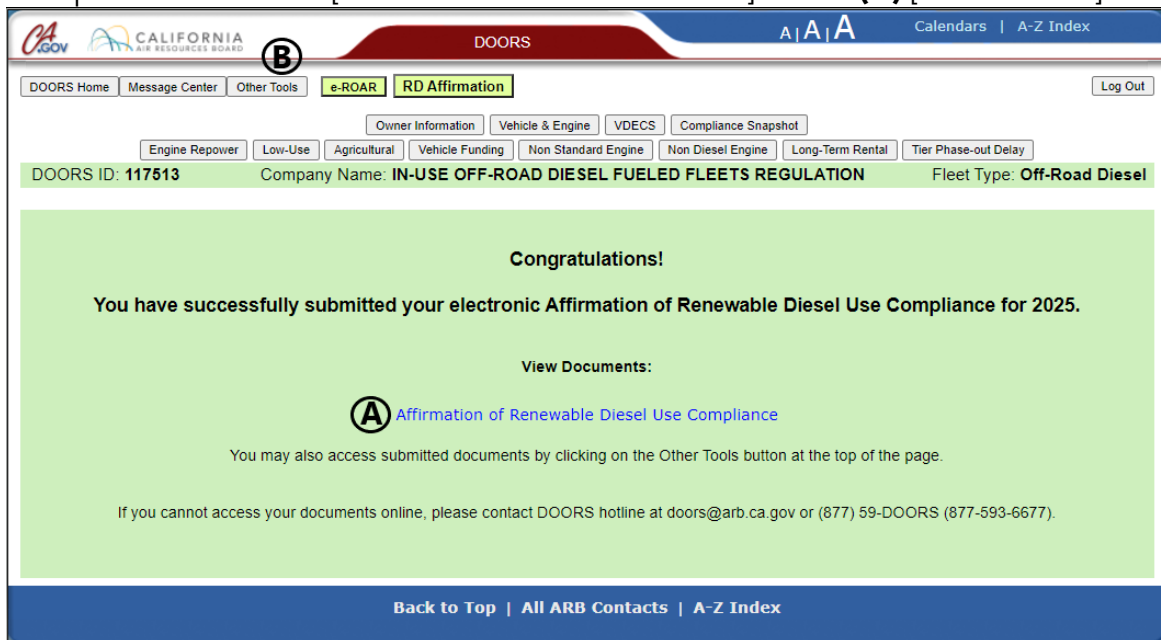 CA.GOV CALIFORNIA
AIR RESOURCES BOARD
DOORS
A | A | A
Calendars | A-Z Index
B
DOORS Home Message Center Other Tools e-ROAR RD Affirmation Log Out
Owner Information Vehicle & Engine VDECS Compliance Snapshot
Engine Repower Low-Use Agricultural Vehicle Funding Non Standard Engine Non Diesel Engine Long-Term Rental Tier Phase-out Delay
DOORS ID: 117513 Company Name: IN-USE OFF-ROAD DIESEL FUELED FLEETS REGULATION Fleet Type: Off-Road Diesel
Congratulations!
You have successfully submitted your electronic Affirmation of Renewable Diesel Use Compliance for 2025.
View Documents:
A Affirmation of Renewable Diesel Use Compliance
You may also access submitted documents by clicking on the Other Tools button at the top of the page.
If you cannot access your documents online, please contact DOORS hotline at doors@arb.ca.gov or (877) 59-DOORS (877-593-6677).
Back to Top | All ARB Contacts | A-Z Index